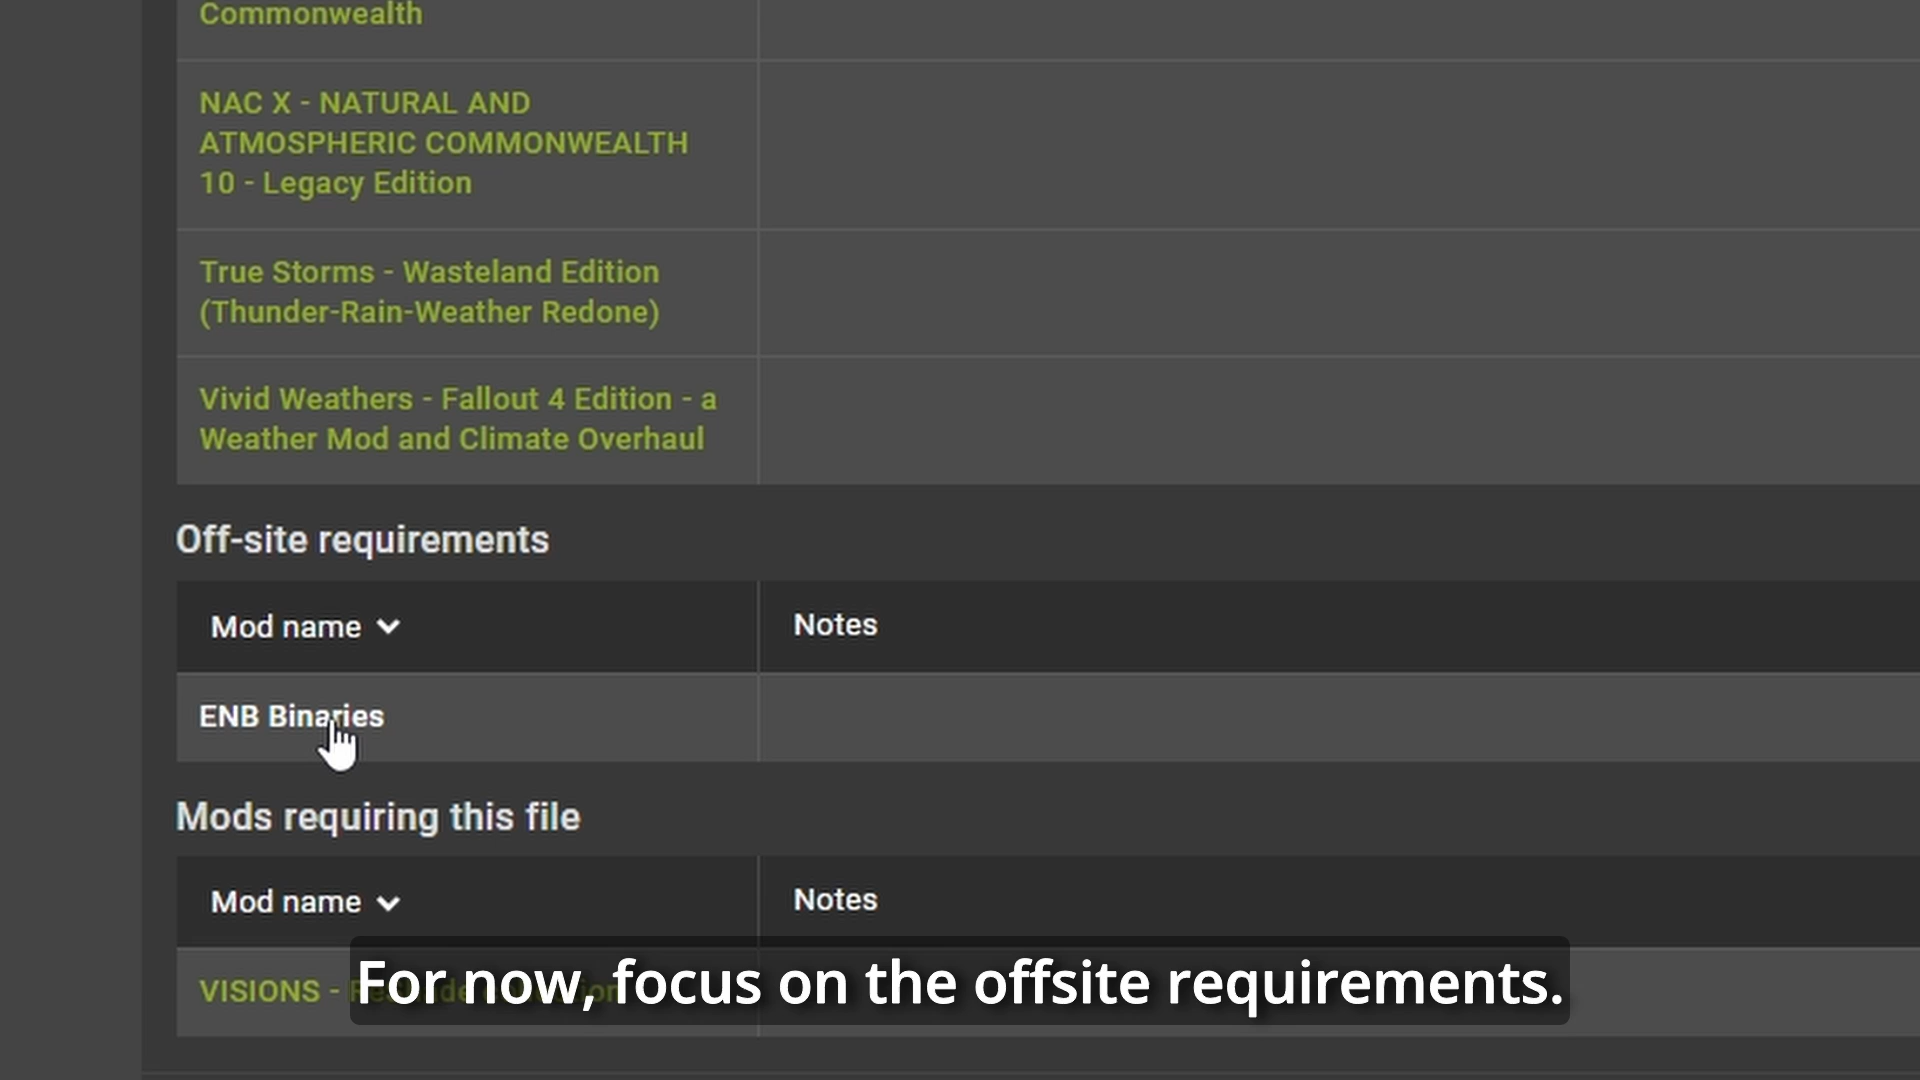 Commonwealth
NAC X - NATURAL AND
ATMOSPHERIC COMMONWEALTH
10 - Legacy Edition
True Storms - Wasteland Edition
(Thunder-Rain-Weather Redone)
Vivid Weathers - Fallout 4 Edition - a
Weather Mod and Climate Overhaul
Off-site requirements
Mod name Notes
ENB Binaries
Mods requiring this file
Mod name Notes
VISIONS -
For now, focus on the offsite requirements.